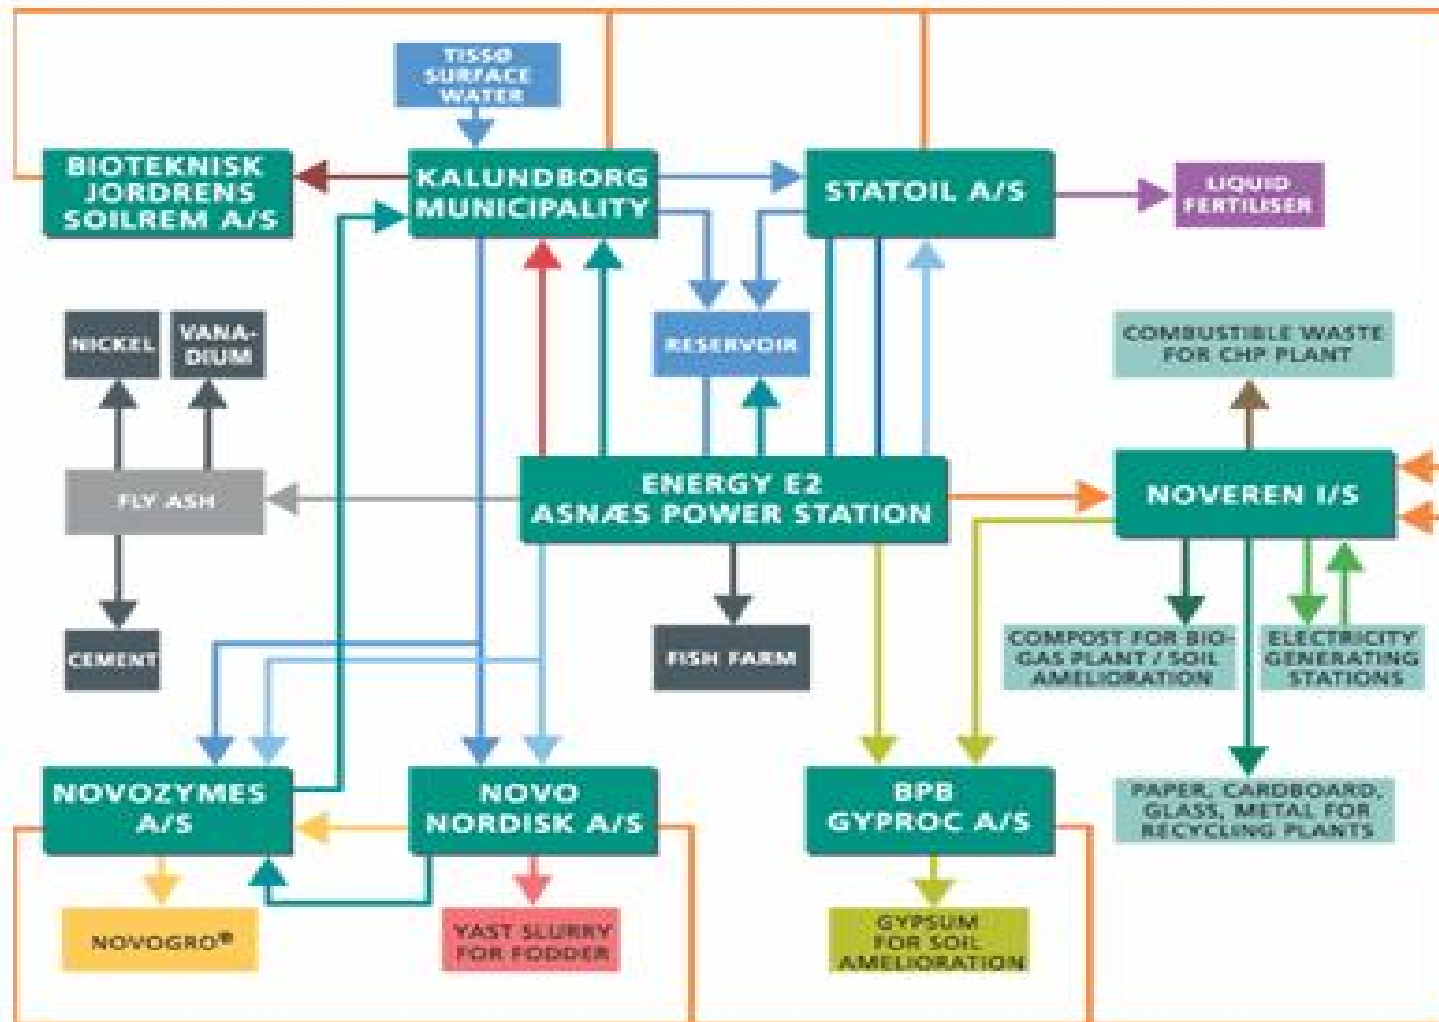 TISSØ
SURFACE
WATER
BIOTEKNISK
JORDRENS
SOILREM A/S
KALUNDBORG
MUNICIPALITY
STATOIL A/S
LIQUID
FERTILISER
NICKEL
VANA-
DIUM
RESERVOIR
COMBUSTIBLE WASTE
FOR CHP PLANT
FLY ASH
ENERGY E2
ASNÆS POWER STATION
NOVEREN I/S
CEMENT
FISH FARM
COMPOST FOR BIO-
GAS PLANT / SOIL
AMELIORATION
ELECTRICITY
GENERATING
STATIONS
NOVOZYMES
A/S
NOVO
NORDISK A/S
BPB
GYPROC A/S
PAPER, CARDBOARD,
GLASS, METAL FOR
RECYCLING PLANTS
NOVOGRO®
YAST SLURRY
FOR FODDER
GYPSUM
FOR SOIL
AMELIORATION